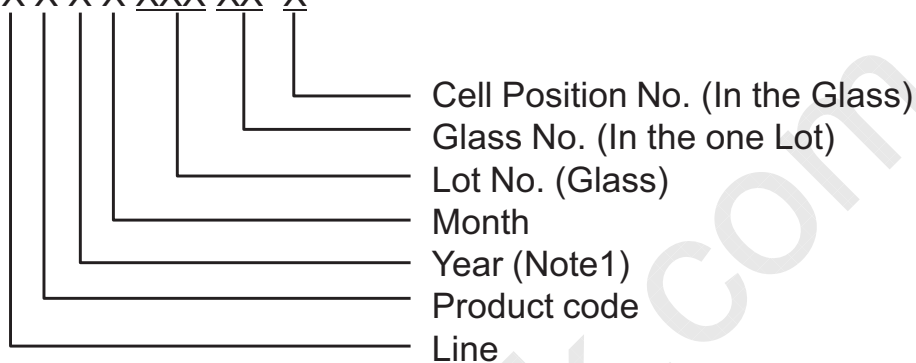 X X X X XXX XX X
Cell Position No. (In the Glass)
Glass No. (In the one Lot)
Lot No. (Glass)
Month
Year (Note1)
Product code
Line